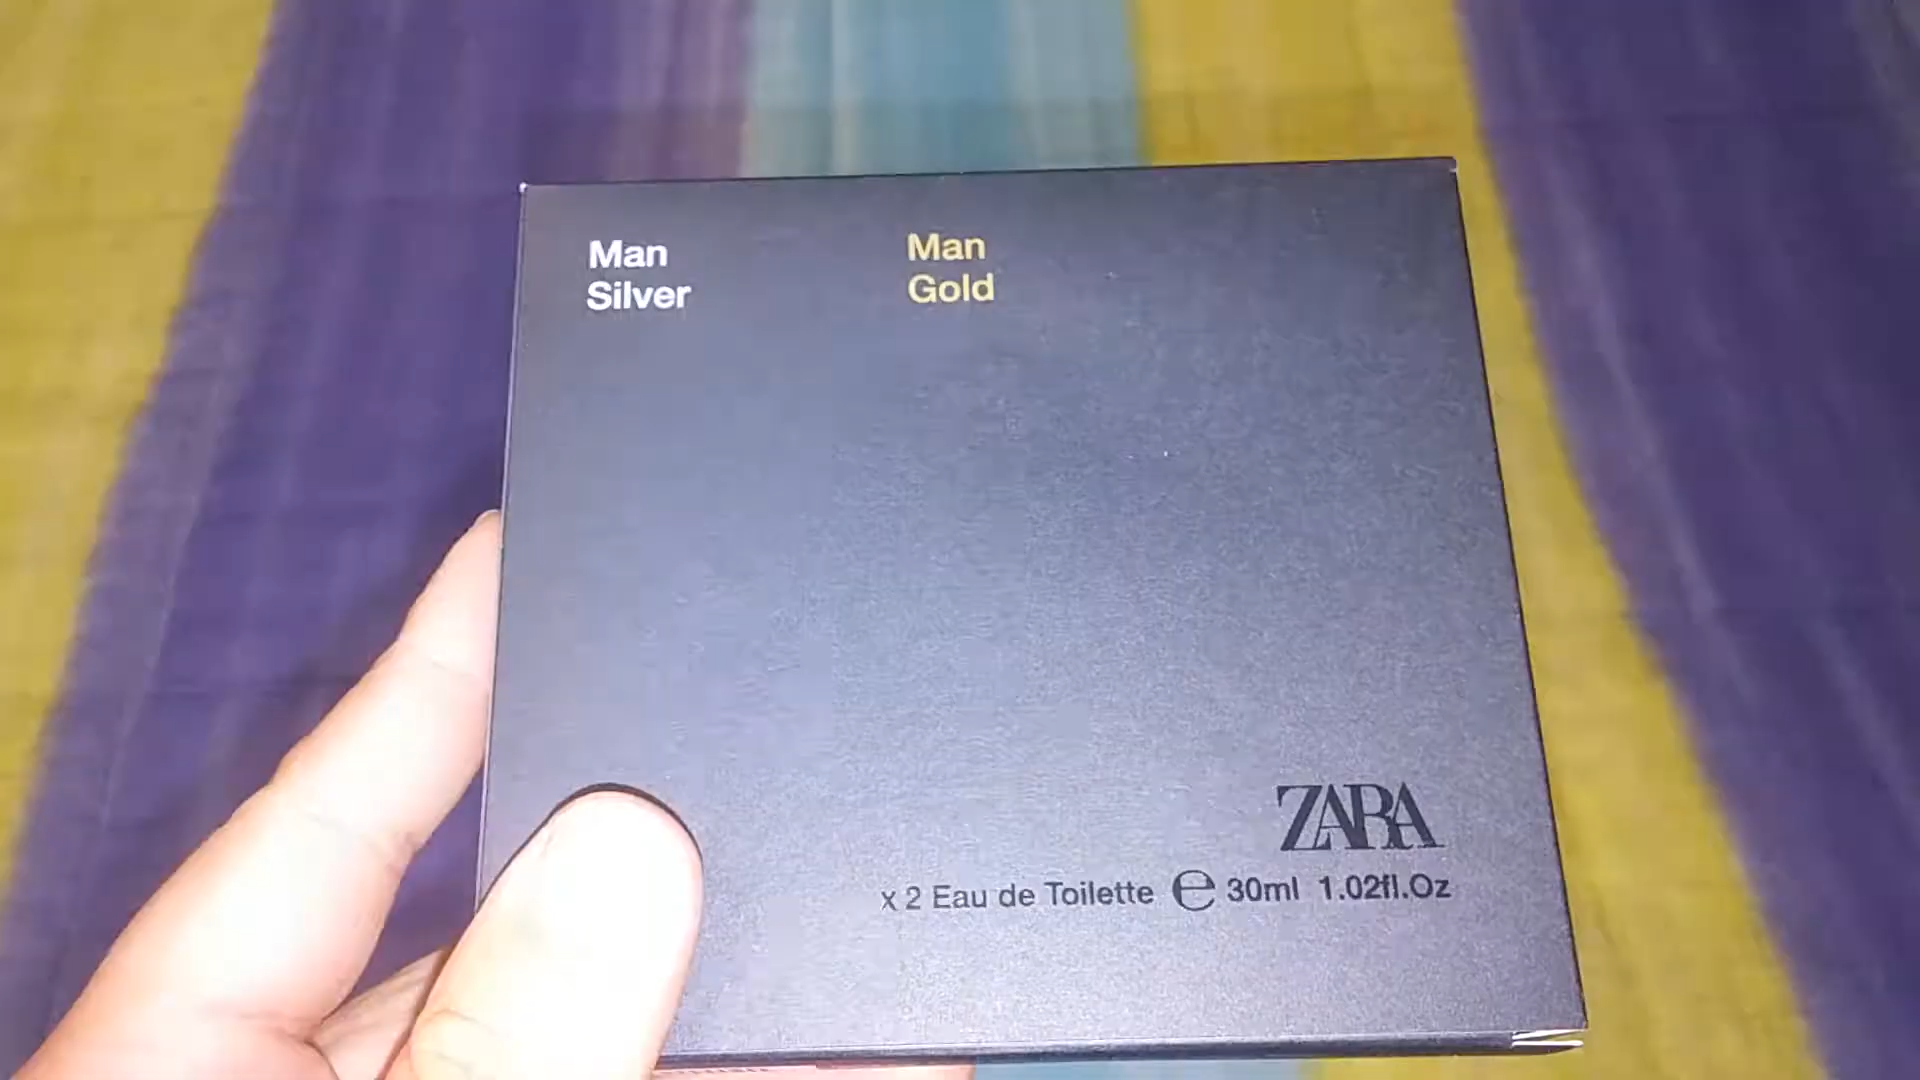 Man
Silver
Man
Gold
ZARA
x 2 Eau de Toilette ℮ 30ml 1.02fl.Oz